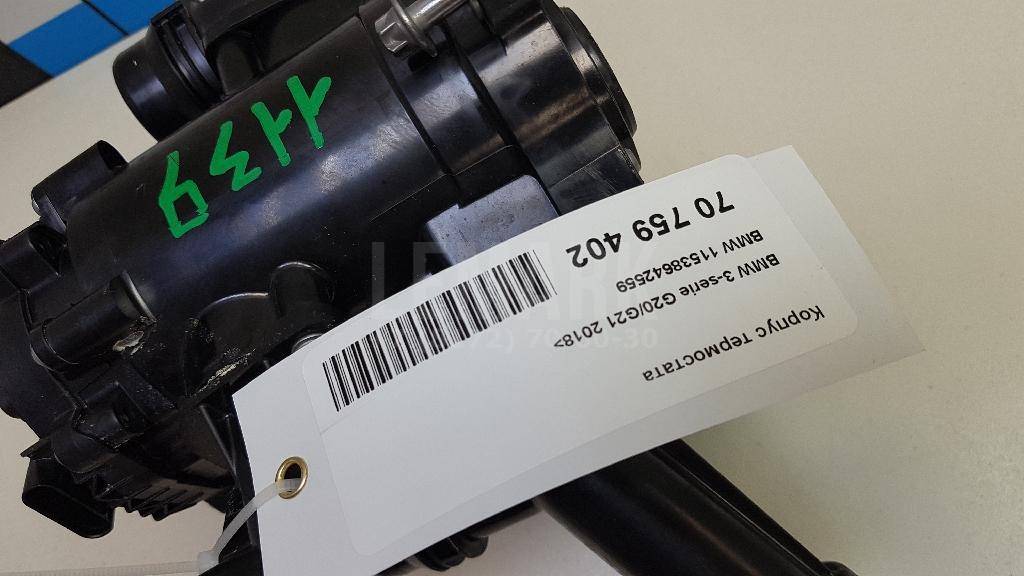 Корпус термостата
BMW 3-serie G20/G21 2018>
BMW 11538642559
70 759 402
1139